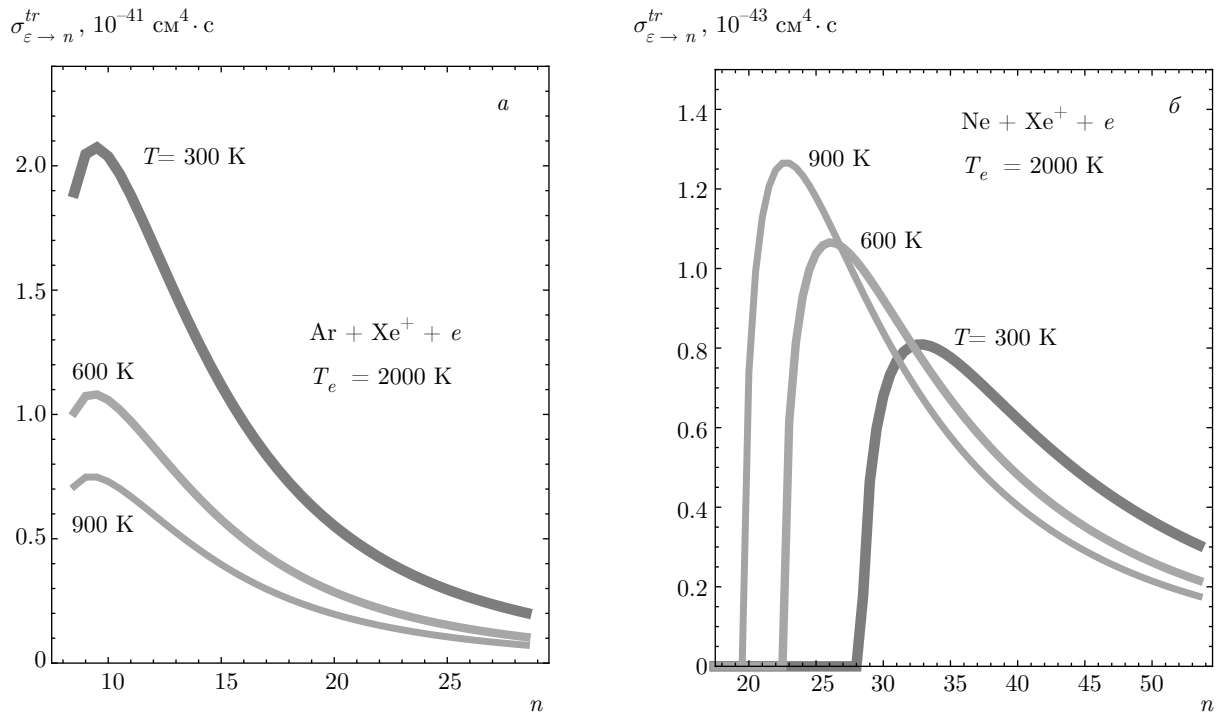 σ^{tr}_{ε → n}, 10^{–41} см^4 · с
а
T= 300 K
600 K
900 K
Ar + Xe^+ + e
T_e = 2000 K
2.0
1.5
1.0
0.5
0
10 15 20 25
n
σ^{tr}_{ε → n}, 10^{–43} см^4 · с
б
Ne + Xe^+ + e
T_e = 2000 K
900 K
600 K
T= 300 K
1.4
1.2
1.0
0.8
0.6
0.4
0.2
0
20 25 30 35 40 45 50
n